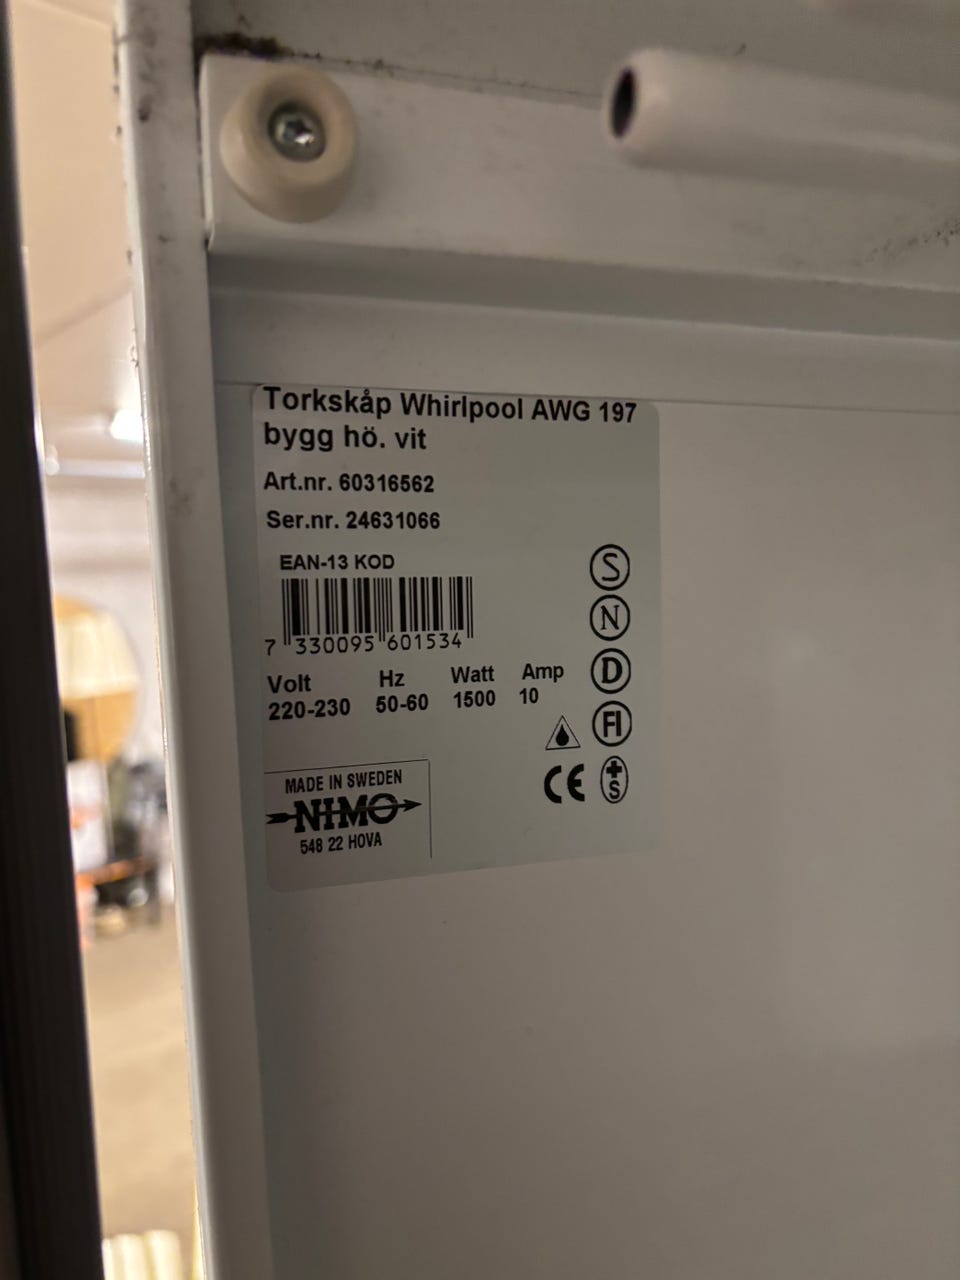 Torkskåp Whirlpool AWG 197
bygg hö. vit
Art.nr. 60316562
Ser.nr. 24631066
EAN-13 KOD
7 330095 601534
Volt Hz Watt Amp
220-230 50-60 1500 10
S
N
D
FI
CE
+S
MADE IN SWEDEN
NIMO
548 22 HOVA